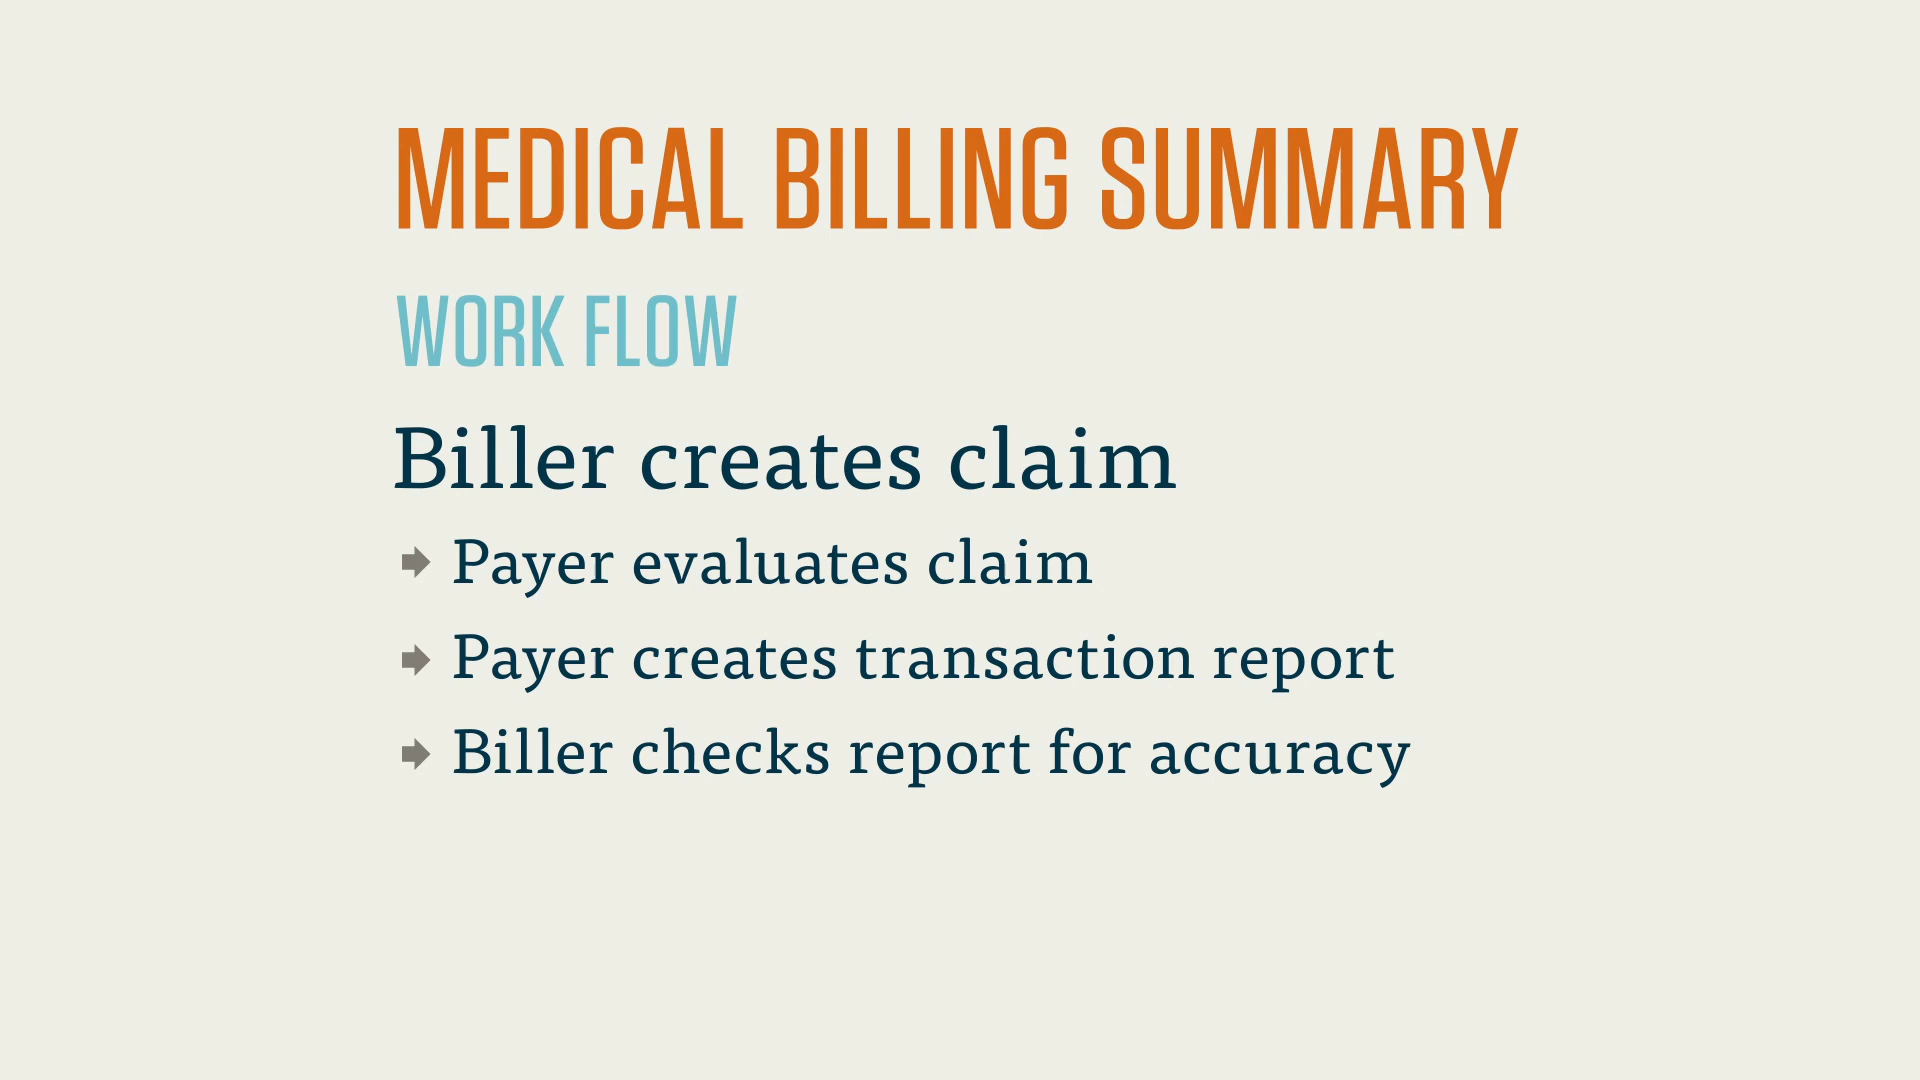 MEDICAL BILLING SUMMARY
WORK FLOW
Biller creates claim
Payer evaluates claim
Payer creates transaction report
Biller checks report for accuracy